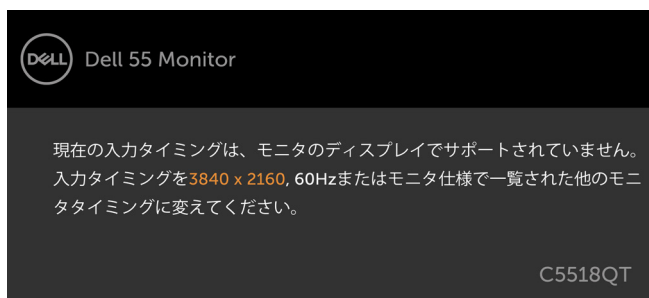 DELL
Dell 55 Monitor
現在の入力タイミングは、モニタのディスプレイでサポートされていません。
入力タイミングを3840 x 2160, 60Hzまたはモニタ仕様で一覧された他のモニ
タタイミングに変えてください。
C5518QT